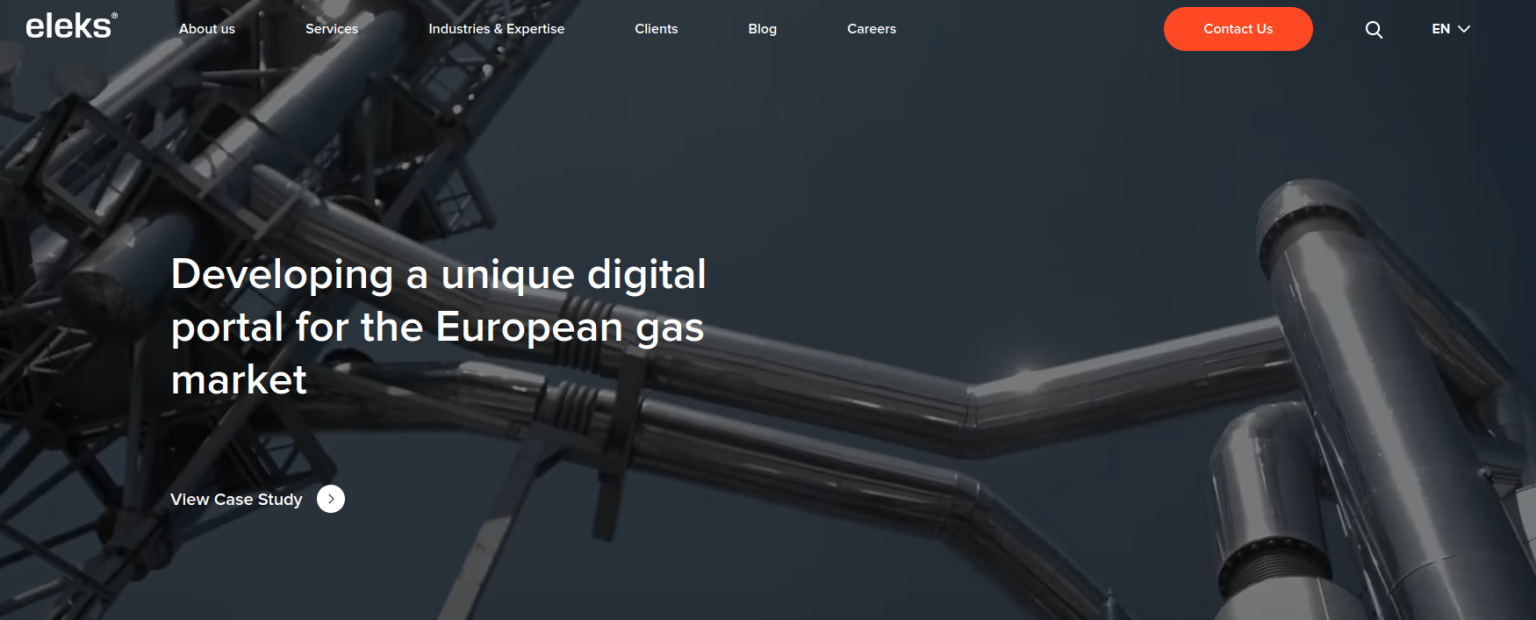 eleks®
About us
Services
Industries & Expertise
Clients
Blog
Careers
Contact Us
EN
Developing a unique digital
portal for the European gas
market
View Case Study